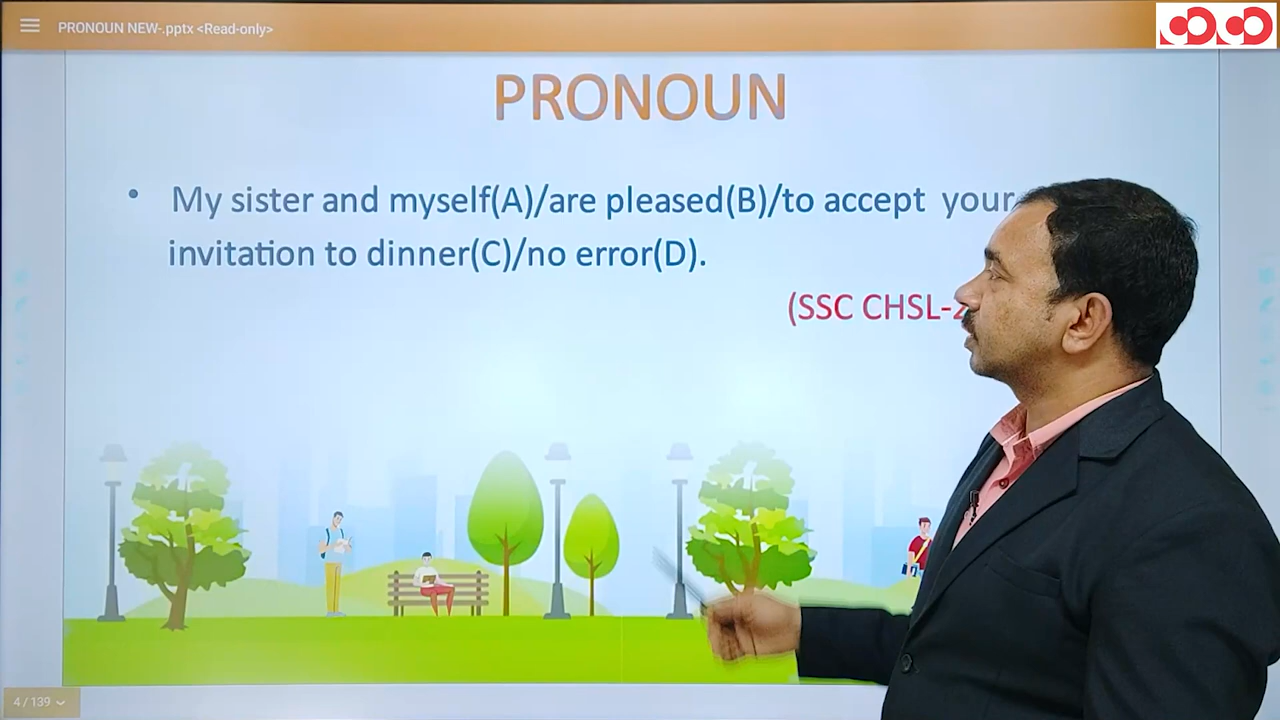 PRONOUN NEW-.pptx <Read-only>
PRONOUN
• My sister and myself(A)/are pleased(B)/to accept your
invitation to dinner(C)/no error(D).
(SSC CHSL-2
4 / 139